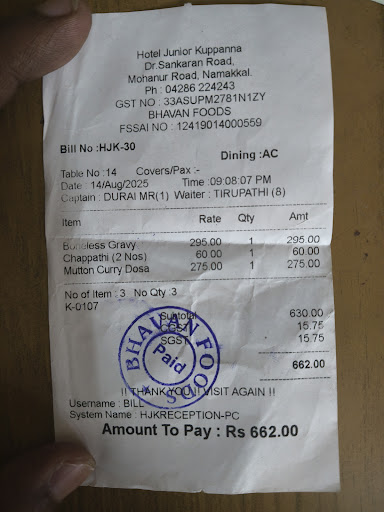 Hotel Junior Kuppanna
Dr.Sankaran Road,
Mohanur Road, Namakkal.
Ph : 04286 224243
GST NO : 33ASUPM2781N1ZY
BHAVAN FOODS
FSSAI NO : 12419014000559
Bill No :HJK-30
Dining :AC
Table No : 14 Covers/Pax :-
Date : 14/Aug/2025 Time :09:08:07 PM
Captain : DURAI MR(1) Waiter : TIRUPATHI (8)
Item Rate Qty Amt
Boneless Gravy 295.00 1 295.00
Chappathi (2 Nos) 60.00 1 60.00
Mutton Curry Dosa 275.00 1 275.00
No of Item : 3 No Qty :3
K-0107
Subtotal 630.00
CGST 15.75
SGST 15.75
662.00
BHAVAN FOODS
Paid
!! THANK YOU !! VISIT AGAIN !!
Username : BILL
System Name : HJKRECEPTION-PC
Amount To Pay : Rs 662.00